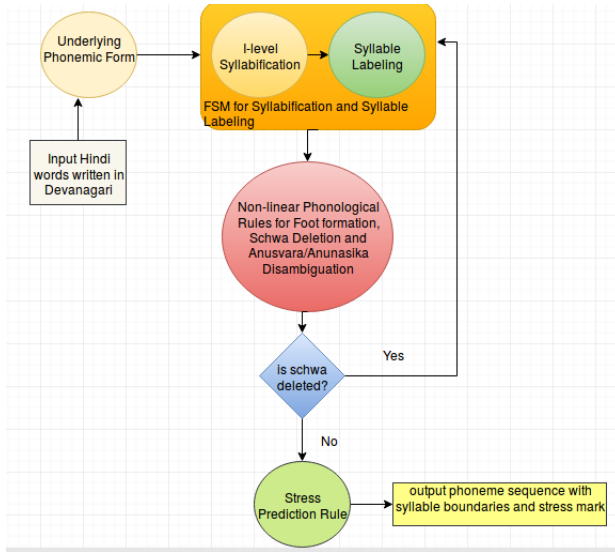 Underlying
Phonemic Form
I-level
Syllabification
Syllable
Labeling
FSM for Syllabification and Syllable
Labeling
Input Hindi
words written in
Devanagari
Non-linear Phonological
Rules for Foot formation,
Schwa Deletion and
Anusvara/Anunasika
Disambiguation
is schwa
deleted?
Yes
No
Stress
Prediction Rule
output phoneme sequence with
syllable boundaries and stress mark